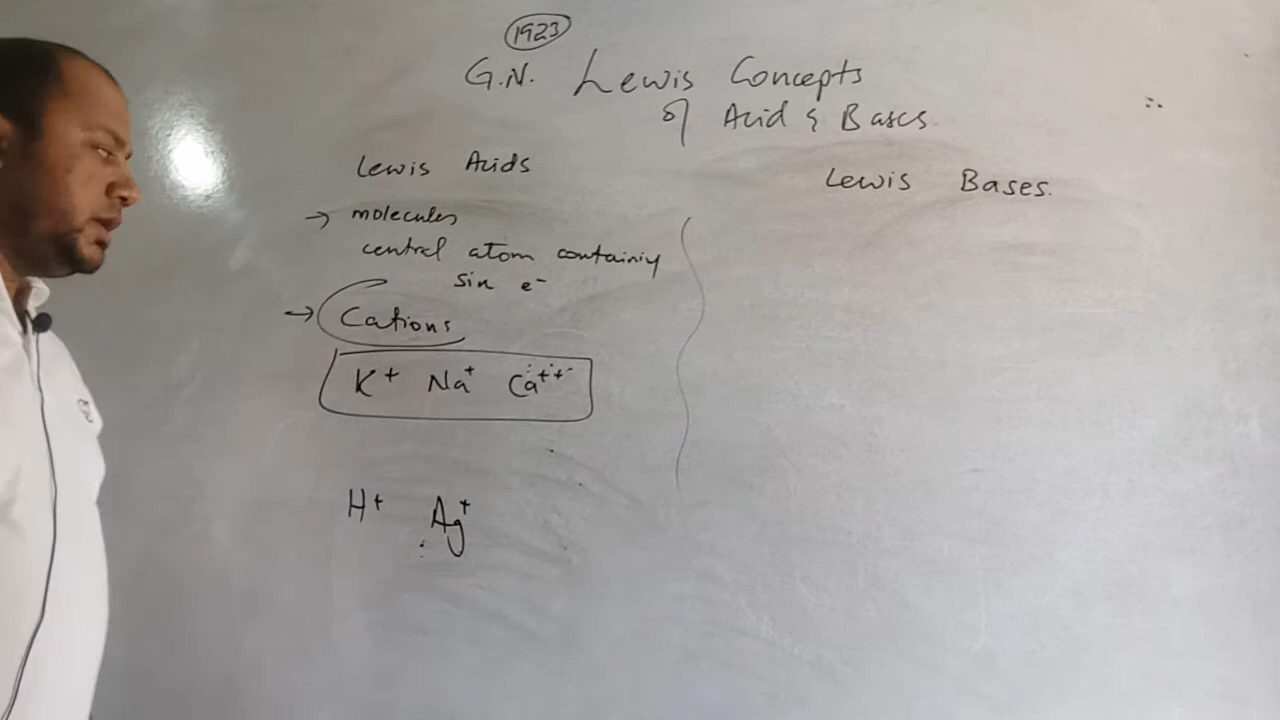 1923
G.N. Lewis Concepts
of Acid & Bases.
Lewis Acids
→ molecules
central atom containing
six e⁻
→ Cations
K⁺ Na⁺ Ca⁺⁺
H⁺ Ag⁺
Lewis Bases.